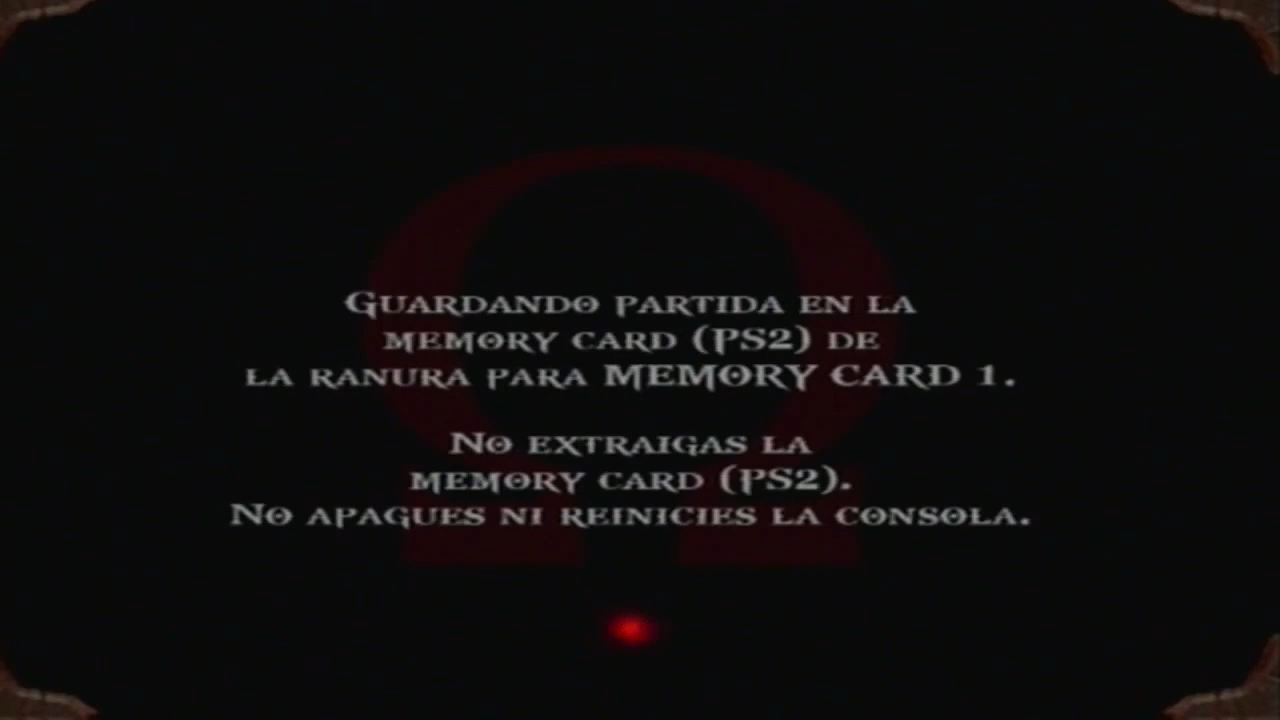 Guardando partida en la
memory card (PS2) de
la ranura para MEMORY CARD 1.
No extraigas la
memory card (PS2).
No apagues ni reinicies la consola.
Ω